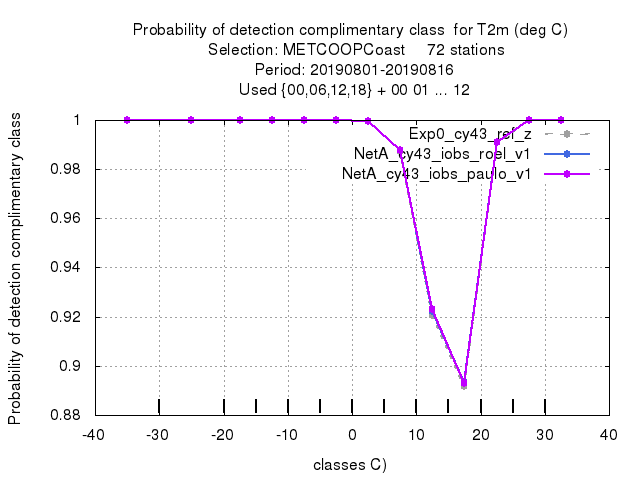 Probability of detection complimentary class  for T2m (deg C)
Selection: METCOOPCoast     72 stations
Period: 20190801-20190816
Used {00,06,12,18} + 00 01 ... 12
Probability of detection complimentary class
1
0.98
0.96
0.94
0.92
0.9
0.88
Exp0_cy43_ref_z
NetA_cy43_iobs_roel_v1
NetA_cy43_iobs_paulo_v1
-40 -30 -20 -10 0 10 20 30 40
classes C)